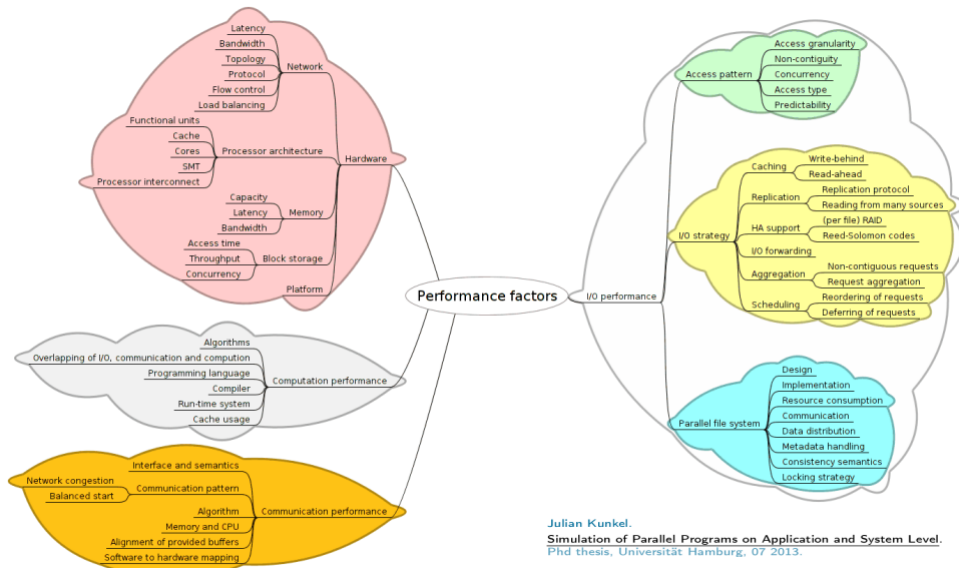 Performance factors
Hardware
Network
Latency
Bandwidth
Topology
Protocol
Flow control
Load balancing
Processor architecture
Functional units
Cache
Cores
SMT
Processor interconnect
Memory
Capacity
Latency
Bandwidth
Block storage
Access time
Throughput
Concurrency
Platform
Computation performance
Algorithms
Overlapping of I/O, communication and compution
Programming language
Compiler
Run-time system
Cache usage
Communication performance
Interface and semantics
Communication pattern
Network congestion
Balanced start
Algorithm
Memory and CPU
Alignment of provided buffers
Software to hardware mapping
I/O performance
Access pattern
Access granularity
Non-contiguity
Concurrency
Access type
Predictability
I/O strategy
Caching
Write-behind
Read-ahead
Replication
Replication protocol
Reading from many sources
HA support
(per file) RAID
Reed-Solomon codes
I/O forwarding
Aggregation
Non-contiguous requests
Request aggregation
Scheduling
Reordering of requests
Deferring of requests
Parallel file system
Design
Implementation
Resource consumption
Communication
Data distribution
Metadata handling
Consistency semantics
Locking strategy
Julian Kunkel.
Simulation of Parallel Programs on Application and System Level.
Phd thesis, Universität Hamburg, 07 2013.